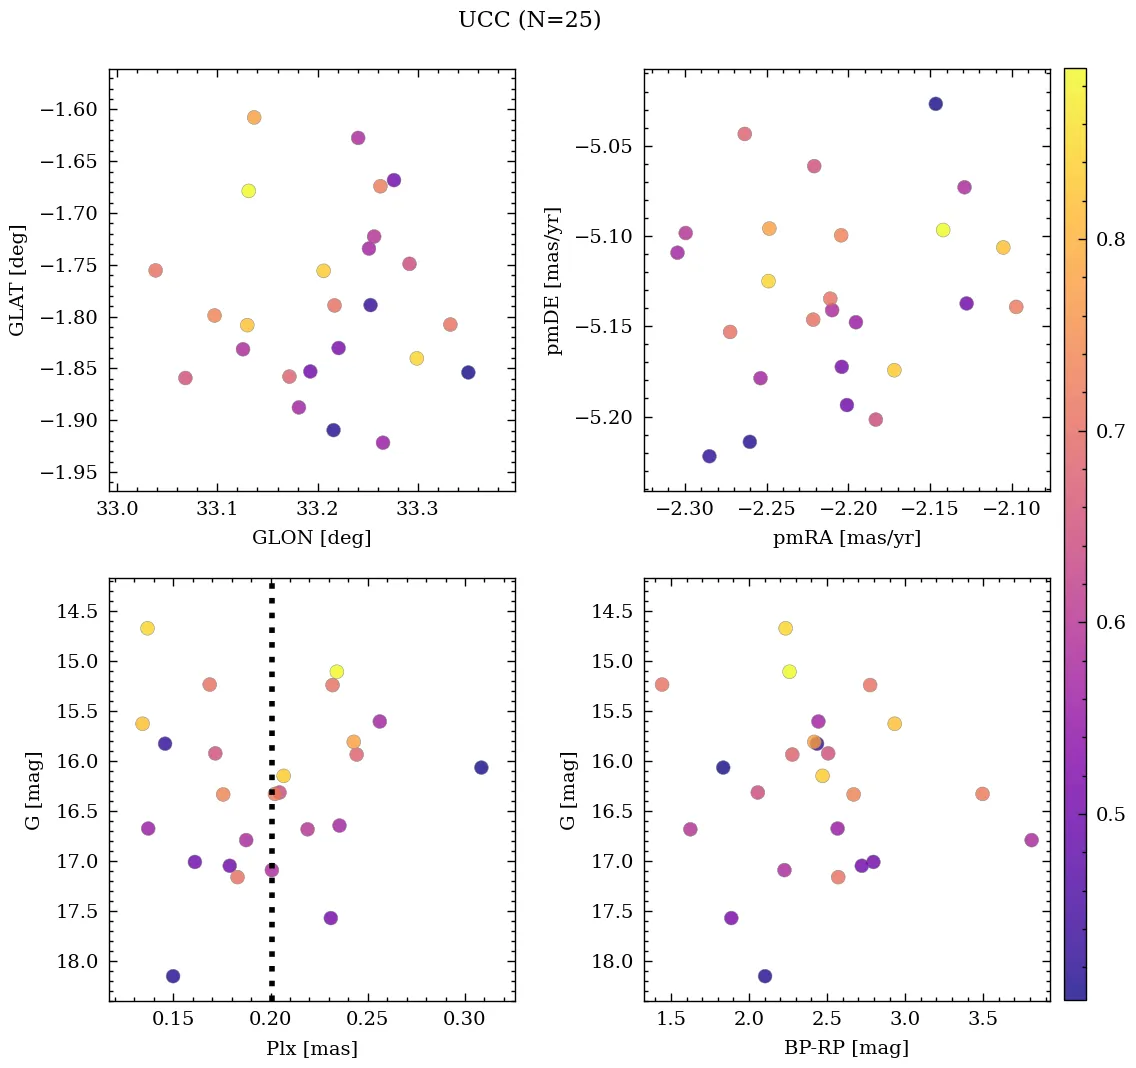 UCC (N=25)
−1.60
−1.65
−1.70
−1.75
−1.80
−1.85
−1.90
−1.95
GLAT [deg]
33.0 33.1 33.2 33.3
GLON [deg]
−5.05
−5.10
−5.15
−5.20
pmDE [mas/yr]
−2.30 −2.25 −2.20 −2.15 −2.10
pmRA [mas/yr]
14.5
15.0
15.5
16.0
16.5
17.0
17.5
18.0
G [mag]
0.15 0.20 0.25 0.30
Plx [mas]
14.5
15.0
15.5
16.0
16.5
17.0
17.5
18.0
G [mag]
1.5 2.0 2.5 3.0 3.5
BP-RP [mag]
0.8
0.7
0.6
0.5